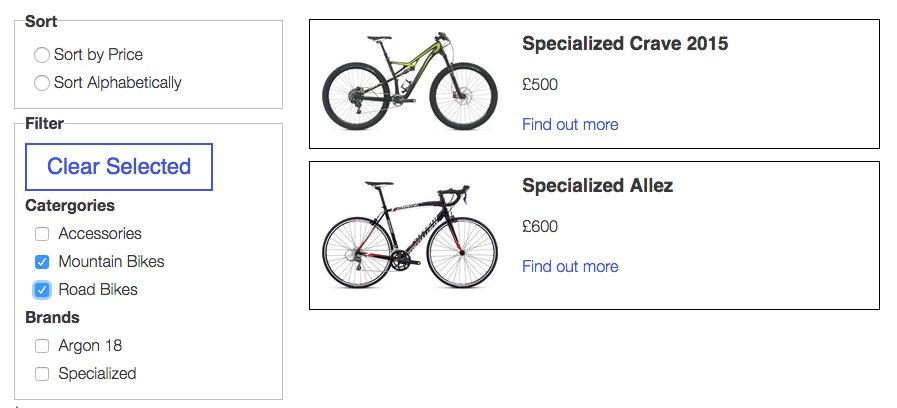 Sort
Sort by Price
Sort Alphabetically
Filter
Clear Selected
Catergories
Accessories
Mountain Bikes
Road Bikes
Brands
Argon 18
Specialized
Specialized Crave 2015
£500
Find out more
Specialized Allez
£600
Find out more